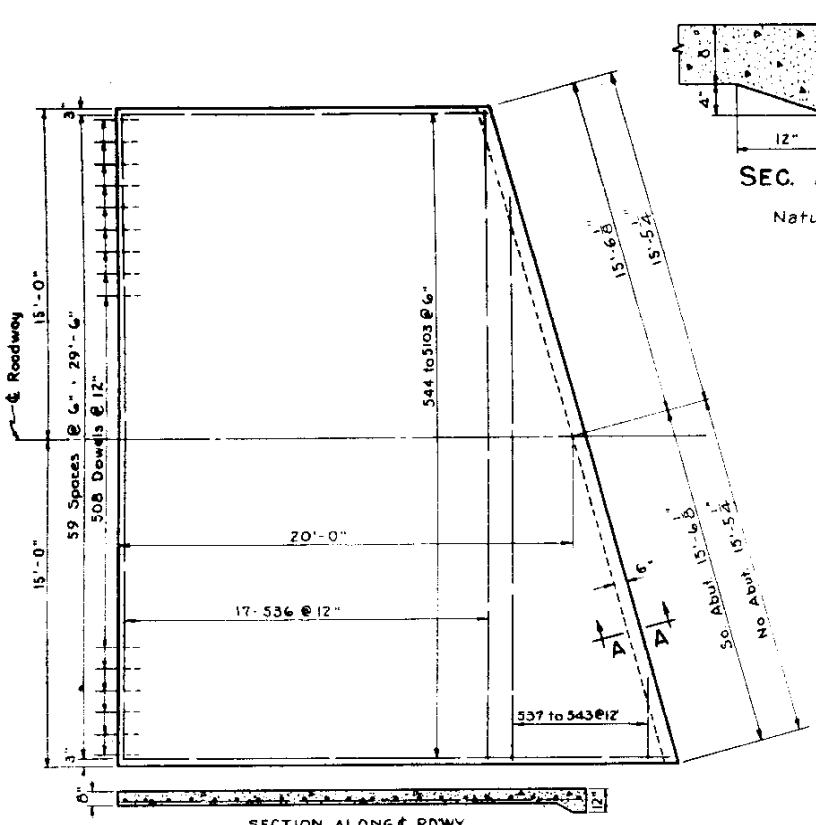 3"
8"
4"
12"
SEC.
Natu
15'-6 1/8"
15'-5 1/4"
15'-0"
℄ Roadway
59 Spaces @ 6" = 29'-6"
508 Dowels @ 12"
544 to 5103 @ 6"
20'-0"
17-536 @ 12"
6"
A
A
15'-0"
So. Abut. 15'-6 1/8"
No. Abut. 15'-5 1/4"
537 to 543 @ 12"
3"
8"
12"
SECTION ALONG ℄ RDWY.